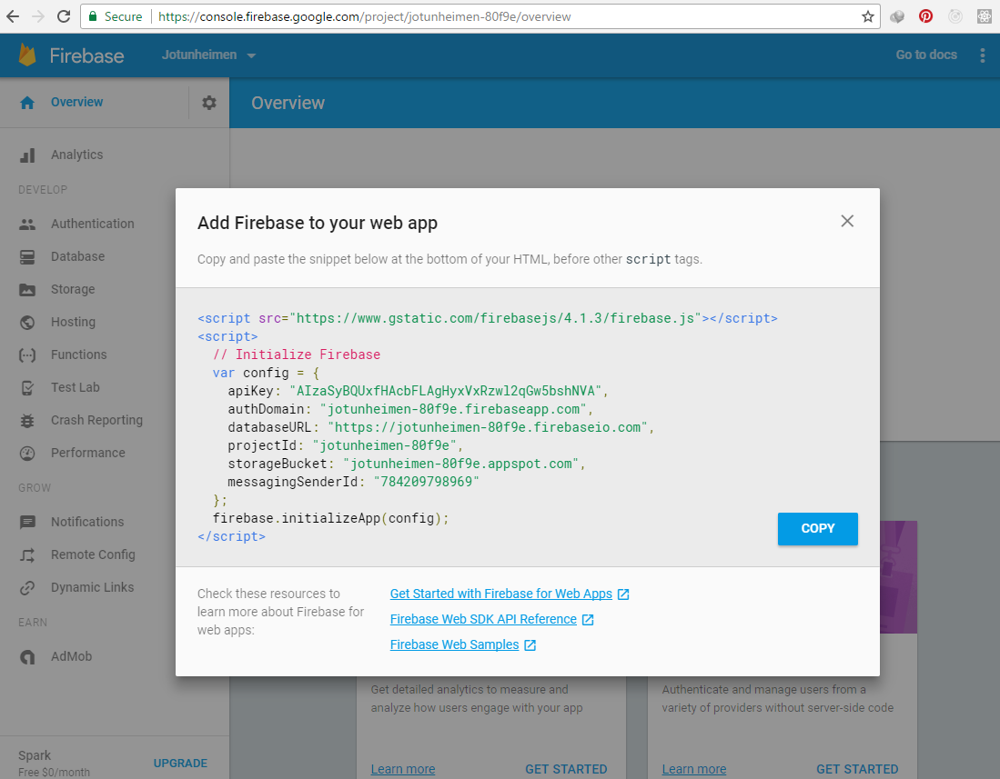 Secure https://console.firebase.google.com/project/jotunheimen-80f9e/overview
Firebase Jotunheimen Go to docs
Overview
Overview
Analytics
DEVELOP
Authentication
Database
Storage
Hosting
Functions
Test Lab
Crash Reporting
Performance
GROW
Notifications
Remote Config
Dynamic Links
EARN
AdMob
Spark
Free $0/month
UPGRADE
Add Firebase to your web app
Copy and paste the snippet below at the bottom of your HTML, before other script tags.
<script src="https://www.gstatic.com/firebasejs/4.1.3/firebase.js"></script>
<script>
// Initialize Firebase
var config = {
apiKey: "AIzaSyBQUxfHAcbFLAgHyxVxRzwl2qGw5bshNVA",
authDomain: "jotunheimen-80f9e.firebaseapp.com",
databaseURL: "https://jotunheimen-80f9e.firebaseio.com",
projectId: "jotunheimen-80f9e",
storageBucket: "jotunheimen-80f9e.appspot.com",
messagingSenderId: "784209798969"
};
firebase.initializeApp(config);
</script>
COPY
Check these resources to
learn more about Firebase for
web apps:
Get Started with Firebase for Web Apps
Firebase Web SDK API Reference
Firebase Web Samples
Get detailed analytics to measure and
analyze how users engage with your app
Learn more GET STARTED
Authenticate and manage users from a
variety of providers without server-side code
Learn more GET STARTED